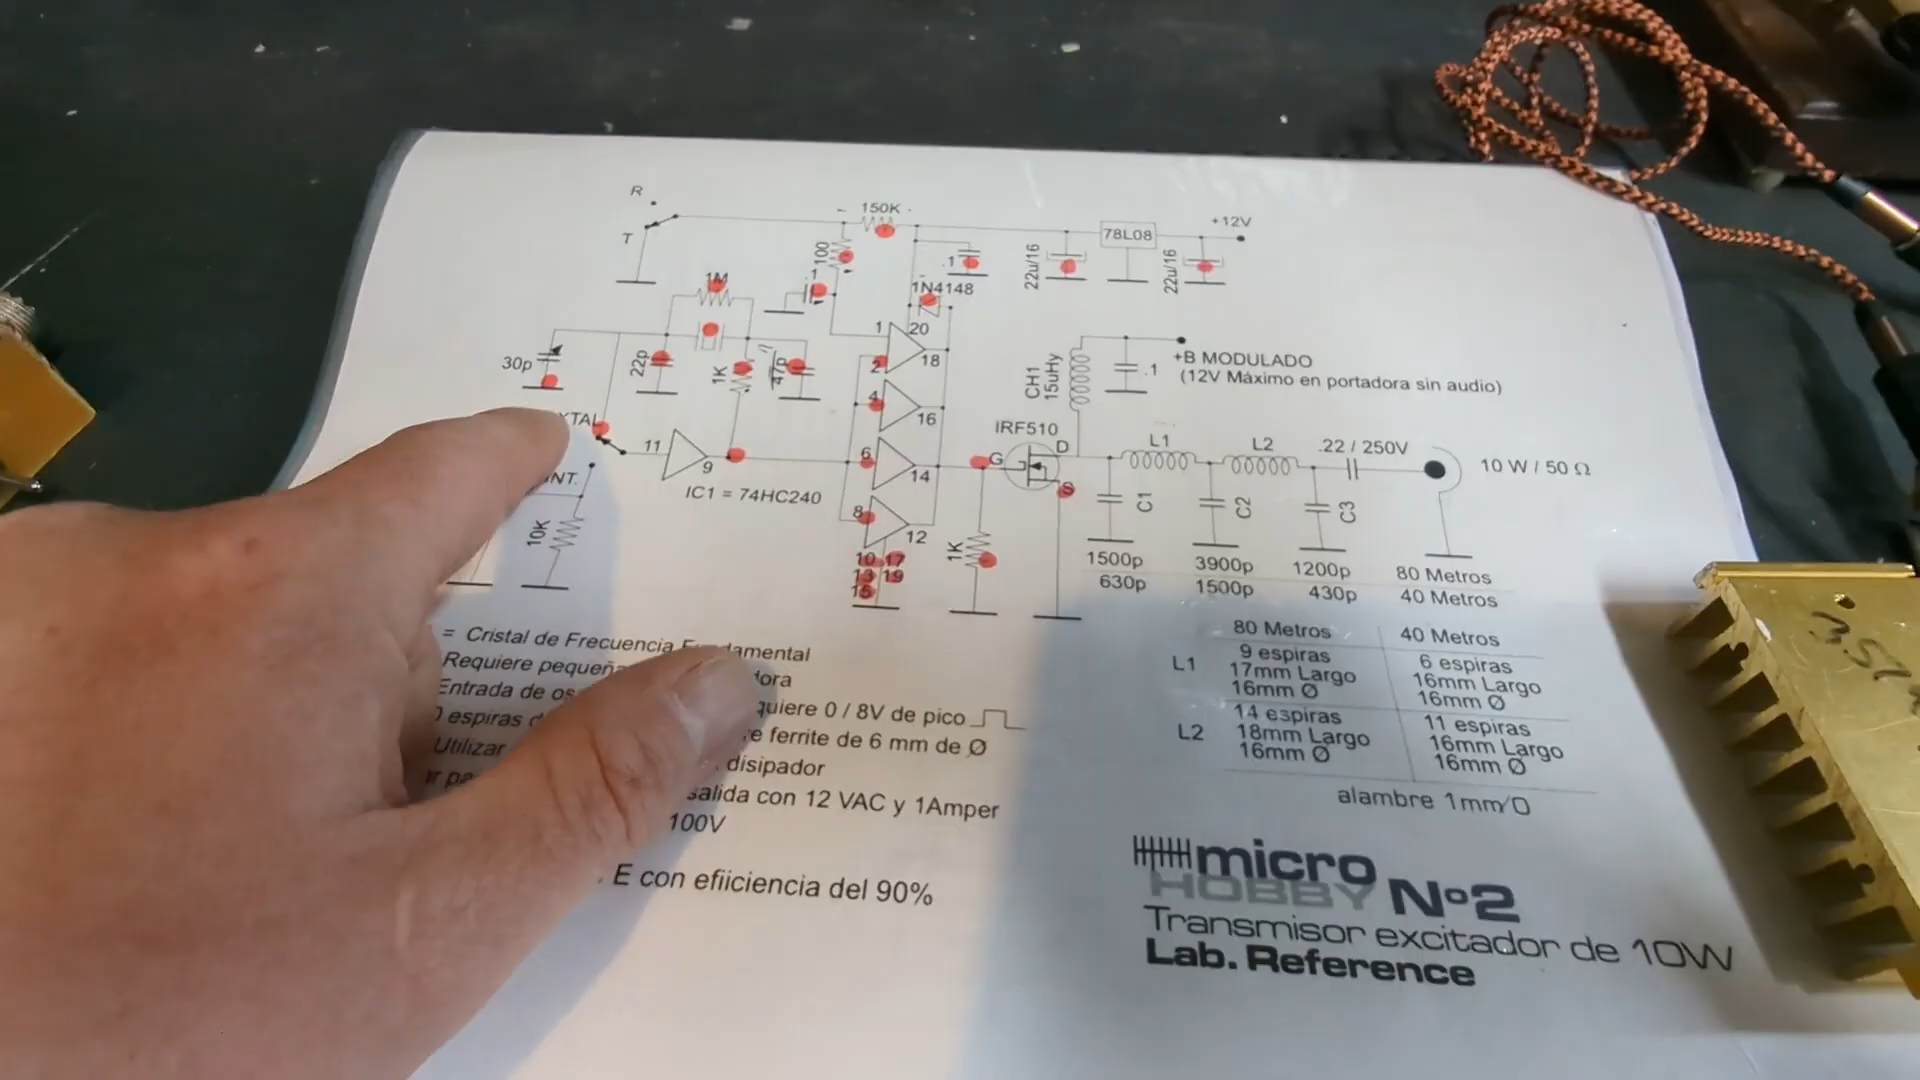 R
T
150K
100
.1
1M
.1
1N4148
22u/16
78L08
22u/16
+12V
30p
22p
1K
47p
1
20
18
2
4
16
6
14
8
12
10 17
13 19
15
XTAL
11
9
IC1 = 74HC240
INT.
10K
1K
G
IRF510
D
S
CH1
15uHy
.1
+B MODULADO
(12V Máximo en portadora sin audio)
L1
L2
.22 / 250V
10 W / 50 Ω
C1
C2
C3
1500p 3900p 1200p 80 Metros
630p 1500p 430p 40 Metros
80 Metros 40 Metros
L1
9 espiras 6 espiras
17mm Largo 16mm Largo
16mm Ø 16mm Ø
L2
14 espiras 11 espiras
18mm Largo 16mm Largo
16mm Ø 16mm Ø
alambre 1mm/O
= Cristal de Frecuencia
Requiere
Entrada de
quiere 0 / 8V de pico
espiras
e ferrite de 6 mm de Ø
Utilizar
disipador
salida con 12 VAC y 1Amper
100V
E con efiiciencia del 90%
micro
HOBBY Nº2
Transmisor excitador de 10W
Lab. Reference